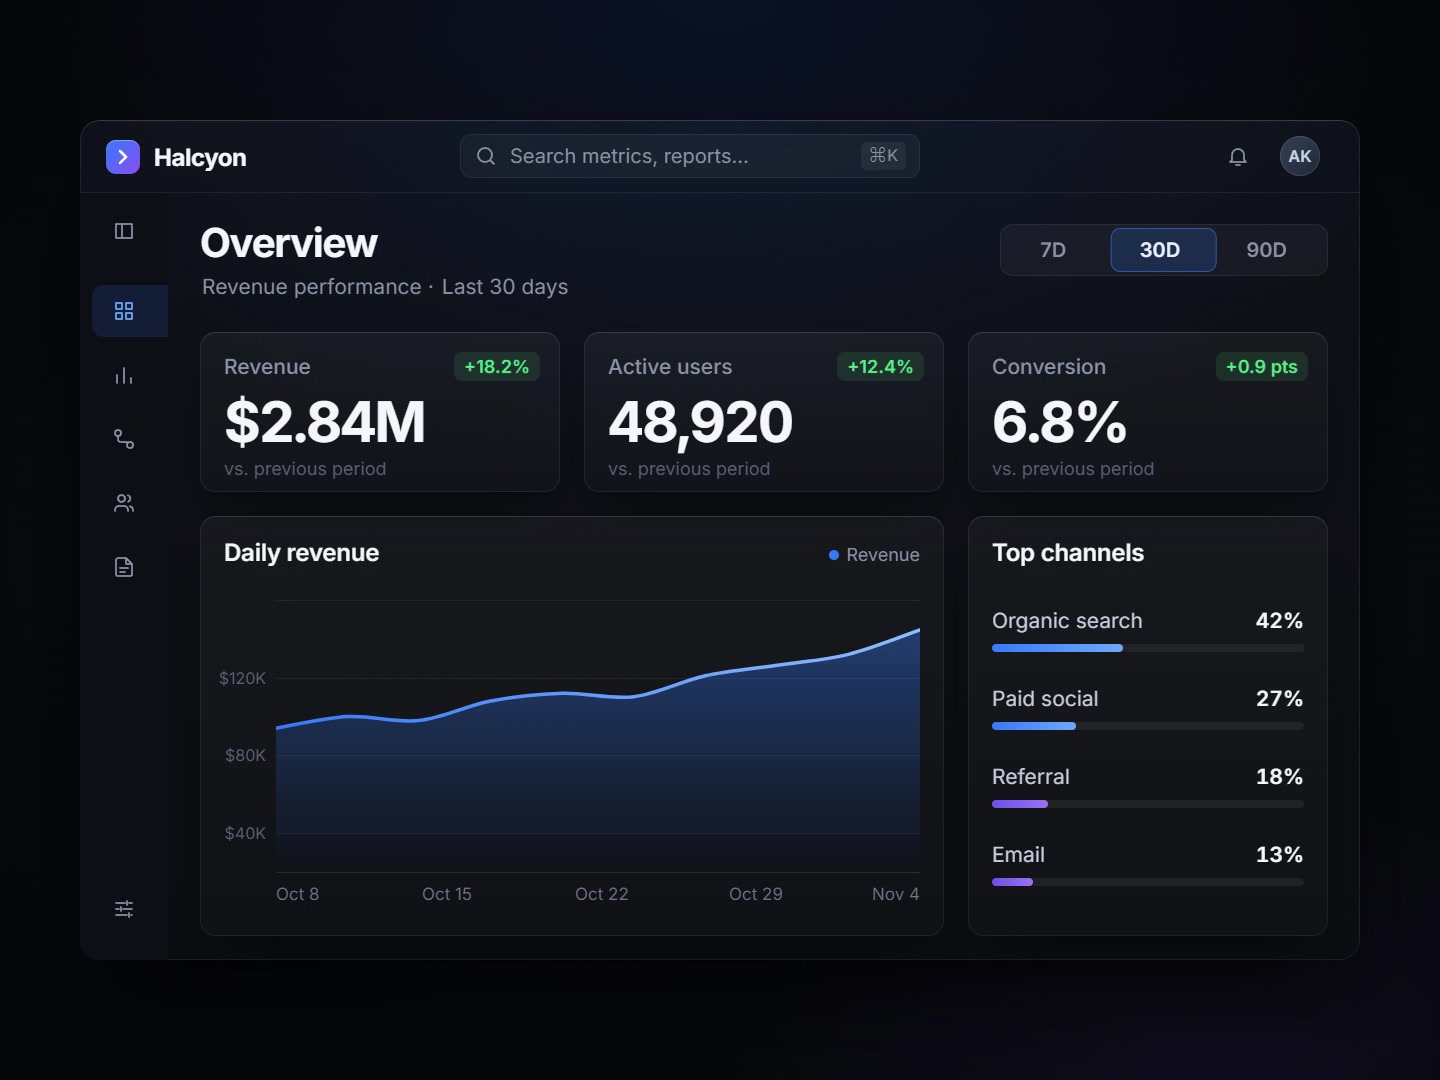 Halcyon
Search metrics, reports...
⌘K
AK
Overview
7D
30D
90D
Revenue performance · Last 30 days
Revenue
+18.2%
$2.84M
vs. previous period
Active users
+12.4%
48,920
vs. previous period
Conversion
+0.9 pts
6.8%
vs. previous period
Daily revenue
Revenue
$120K
$80K
$40K
Oct 8
Oct 15
Oct 22
Oct 29
Nov 4
Top channels
Organic search
42%
Paid social
27%
Referral
18%
Email
13%